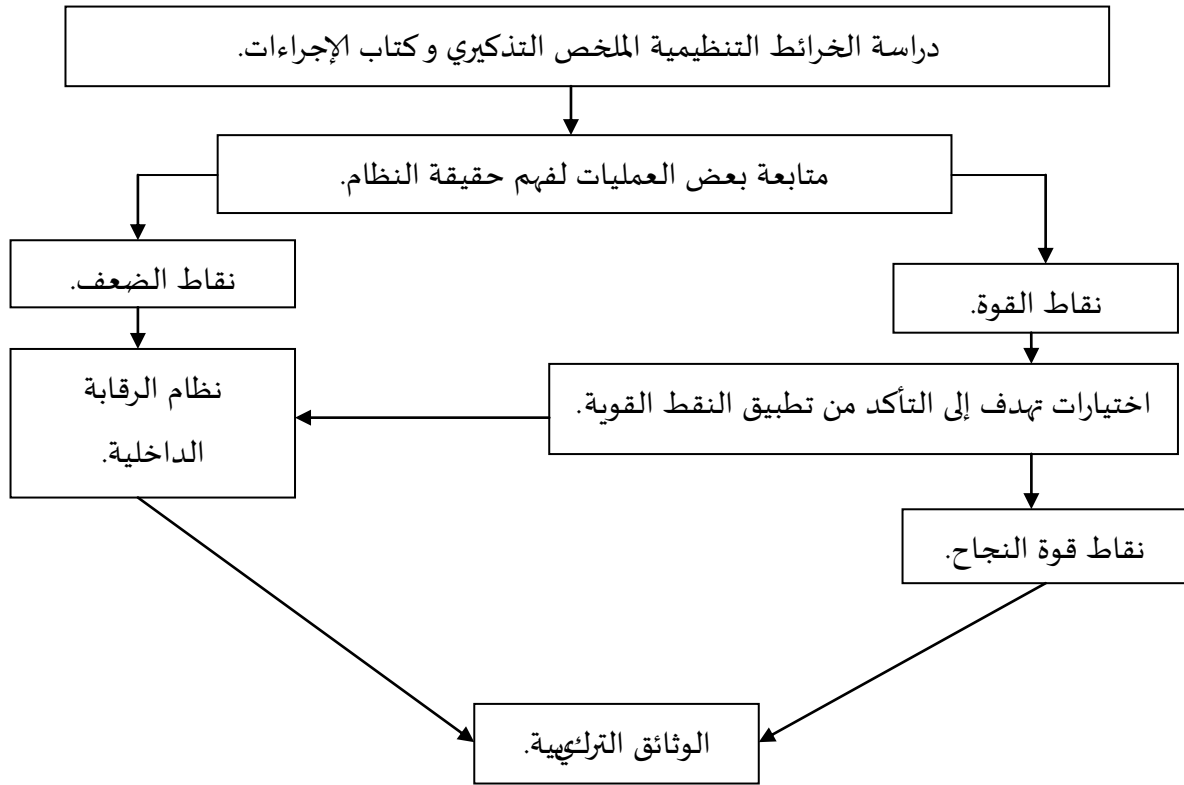 دراسة الخرائط التنظيمية الملخص التذكيري وكتاب الإجراءات.
متابعة بعض العمليات لفهم حقيقة النظام.
نقاط القوة.
نقاط الضعف.
اختيارات تهدف إلى التأكد من تطبيق النقط القوية.
نظام الرقابة
الداخلية.
نقاط قوة النجاح.
الوثائق التركيبية.